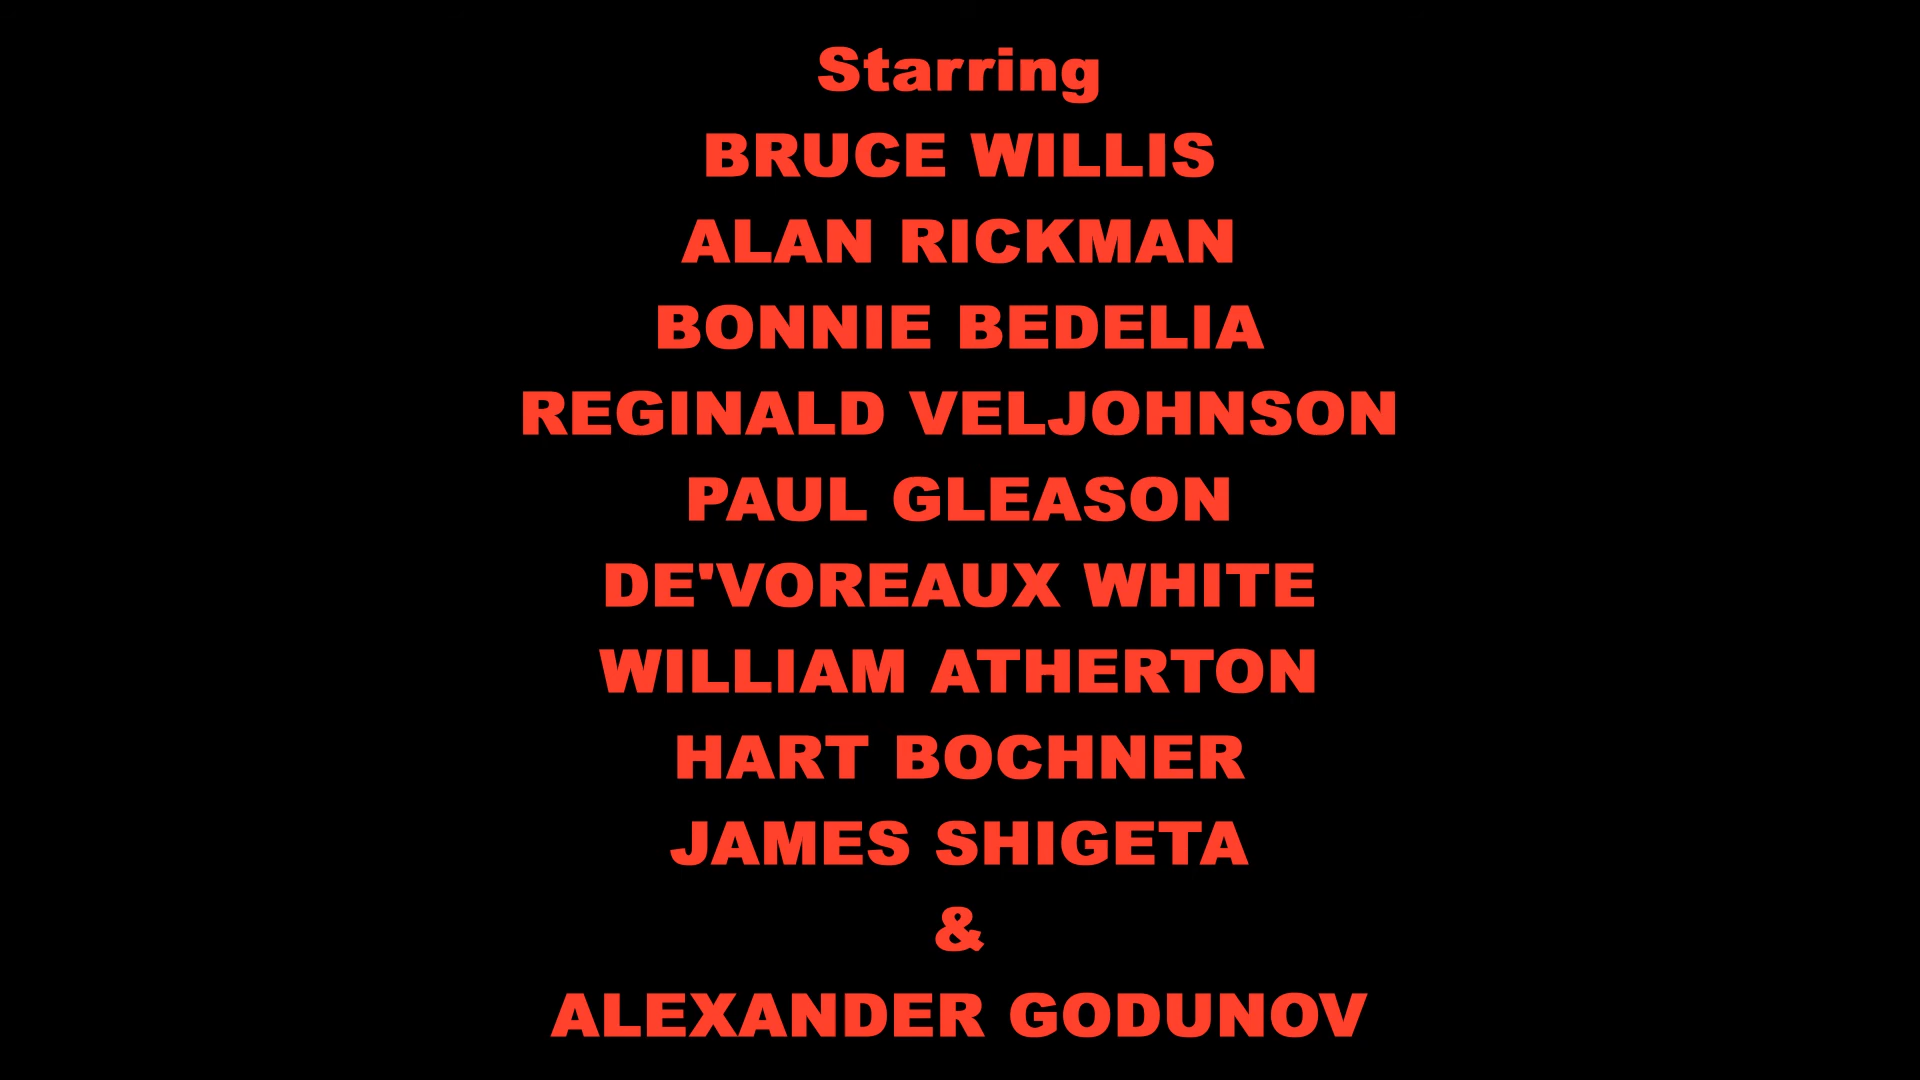 Starring
BRUCE WILLIS
ALAN RICKMAN
BONNIE BEDELIA
REGINALD VELJOHNSON
PAUL GLEASON
DE'VOREAUX WHITE
WILLIAM ATHERTON
HART BOCHNER
JAMES SHIGETA
&
ALEXANDER GODUNOV